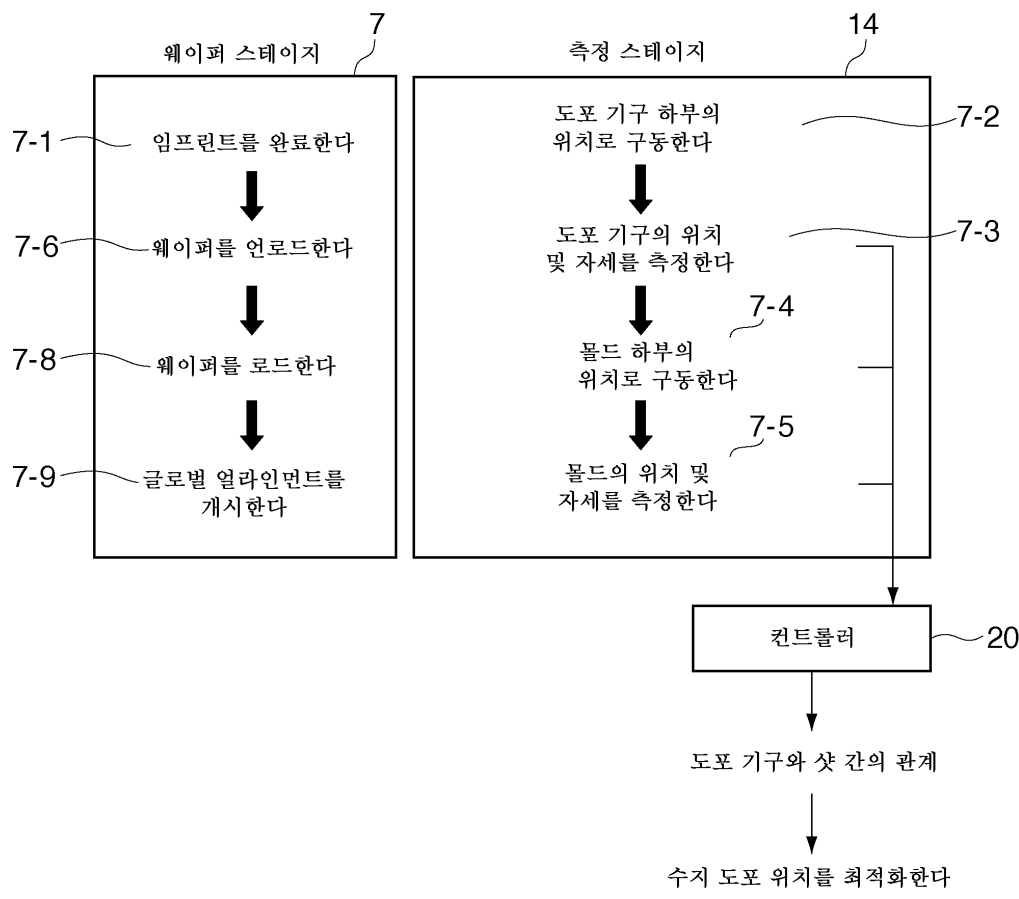 웨이퍼 스테이지
7
7-1
임프린트를 완료한다
7-6
웨이퍼를 언로드한다
7-8
웨이퍼를 로드한다
7-9
글로벌 얼라인먼트를
개시한다
측정 스테이지
14
도포 기구 하부의
위치로 구동한다
7-2
도포 기구의 위치
및 자세를 측정한다
7-3
7-4
몰드 하부의
위치로 구동한다
7-5
몰드의 위치 및
자세를 측정한다
컨트롤러
20
도포 기구와 샷 간의 관계
수지 도포 위치를 최적화한다